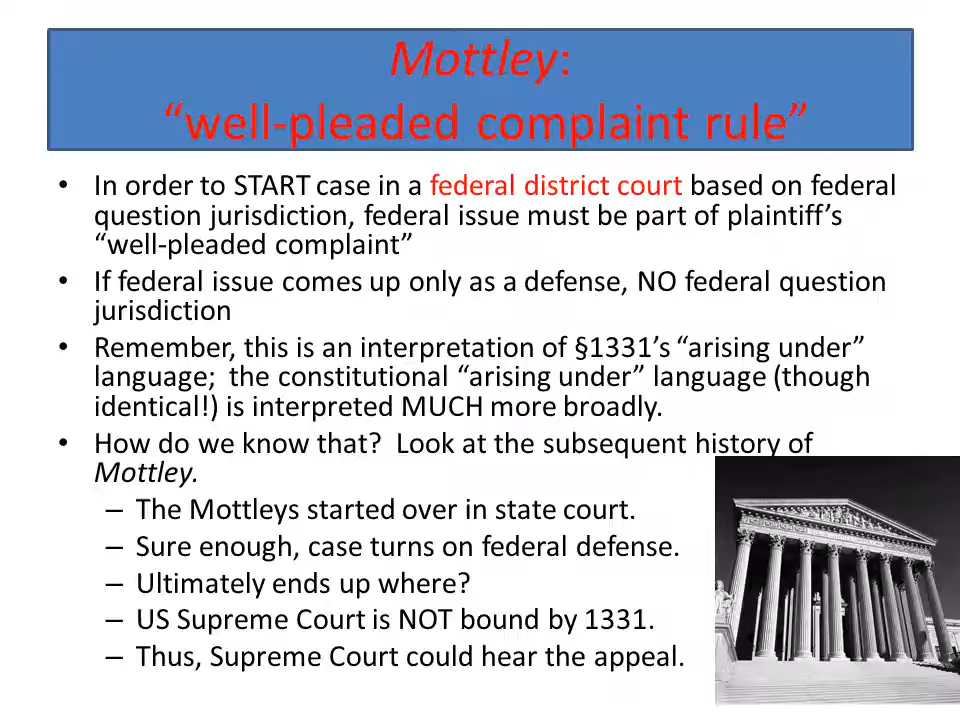 Mottley:
“well-pleaded complaint rule”
• In order to START case in a federal district court based on federal
question jurisdiction, federal issue must be part of plaintiff’s
“well-pleaded complaint”
• If federal issue comes up only as a defense, NO federal question
jurisdiction
• Remember, this is an interpretation of §1331’s “arising under”
language;  the constitutional “arising under” language (though
identical!) is interpreted MUCH more broadly.
• How do we know that?  Look at the subsequent history of
Mottley.
– The Mottleys started over in state court.
– Sure enough, case turns on federal defense.
– Ultimately ends up where?
– US Supreme Court is NOT bound by 1331.
– Thus, Supreme Court could hear the appeal.